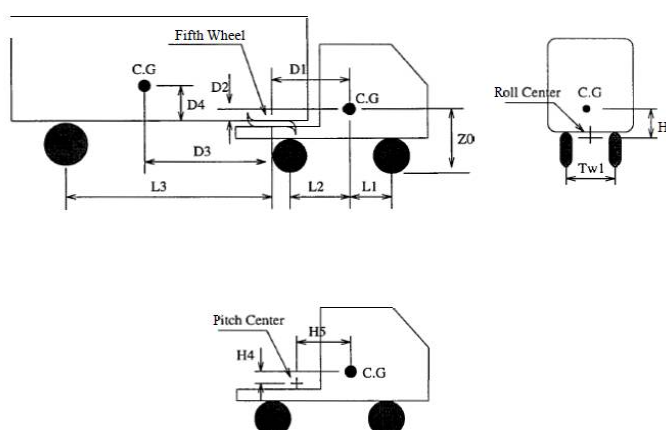 Fifth Wheel
D1
C.G
D2
D4
C.G
Z0
D3
L3
L2
L1
Roll Center
C.G
H
Tw1
Pitch Center
H5
H4
C.G